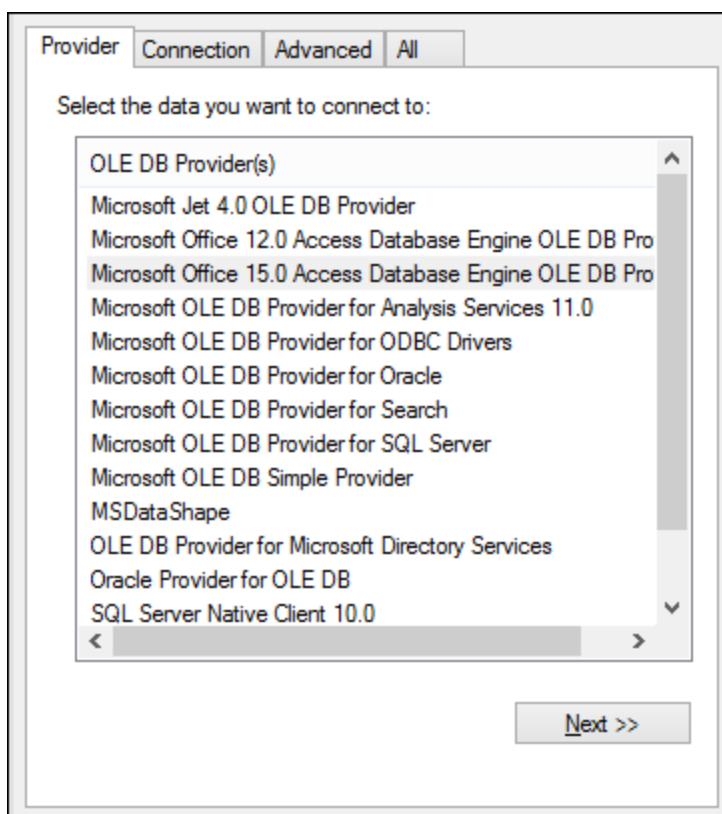 Provider Connection Advanced All
Select the data you want to connect to:
OLE DB Provider(s)
Microsoft Jet 4.0 OLE DB Provider
Microsoft Office 12.0 Access Database Engine OLE DB Pro
Microsoft Office 15.0 Access Database Engine OLE DB Pro
Microsoft OLE DB Provider for Analysis Services 11.0
Microsoft OLE DB Provider for ODBC Drivers
Microsoft OLE DB Provider for Oracle
Microsoft OLE DB Provider for Search
Microsoft OLE DB Provider for SQL Server
Microsoft OLE DB Simple Provider
MSDataShape
OLE DB Provider for Microsoft Directory Services
Oracle Provider for OLE DB
SQL Server Native Client 10.0
Next >>